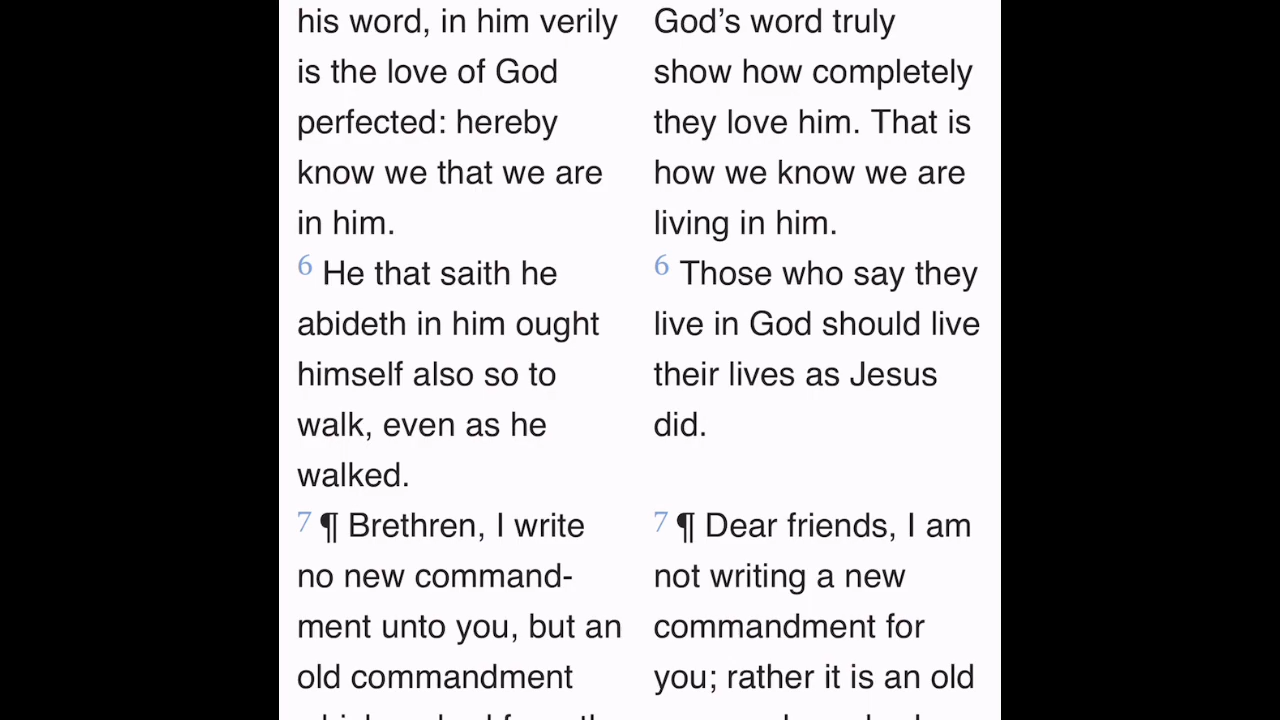 his word, in him verily
is the love of God
perfected: hereby
know we that we are
in him.
6 He that saith he
abideth in him ought
himself also so to
walk, even as he
walked.
7 ¶ Brethren, I write
no new command-
ment unto you, but an
old commandment
God’s word truly
show how completely
they love him. That is
how we know we are
living in him.
6 Those who say they
live in God should live
their lives as Jesus
did.
7 ¶ Dear friends, I am
not writing a new
commandment for
you; rather it is an old